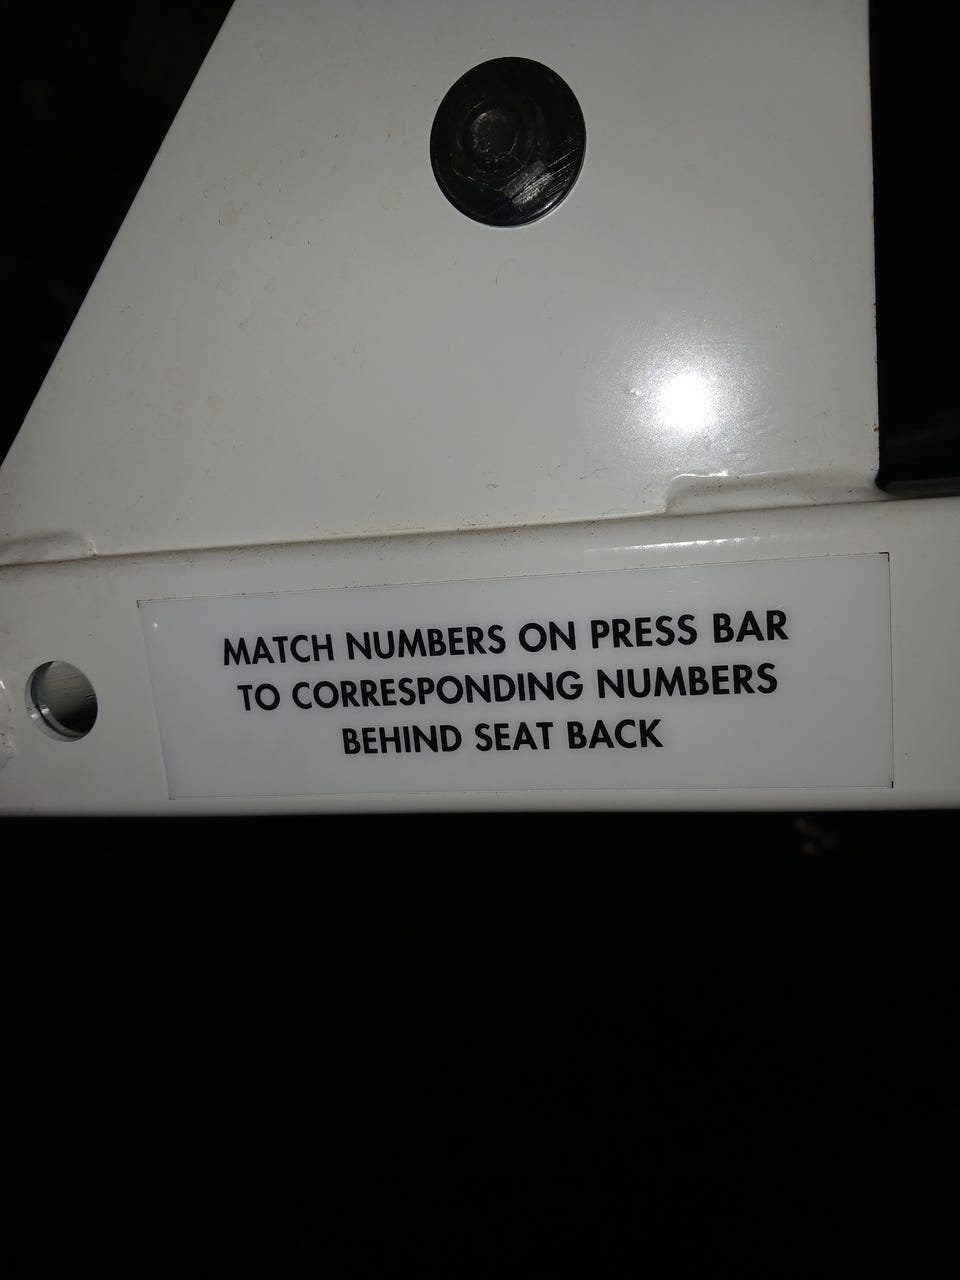 MATCH NUMBERS ON PRESS BAR
TO CORRESPONDING NUMBERS
BEHIND SEAT BACK